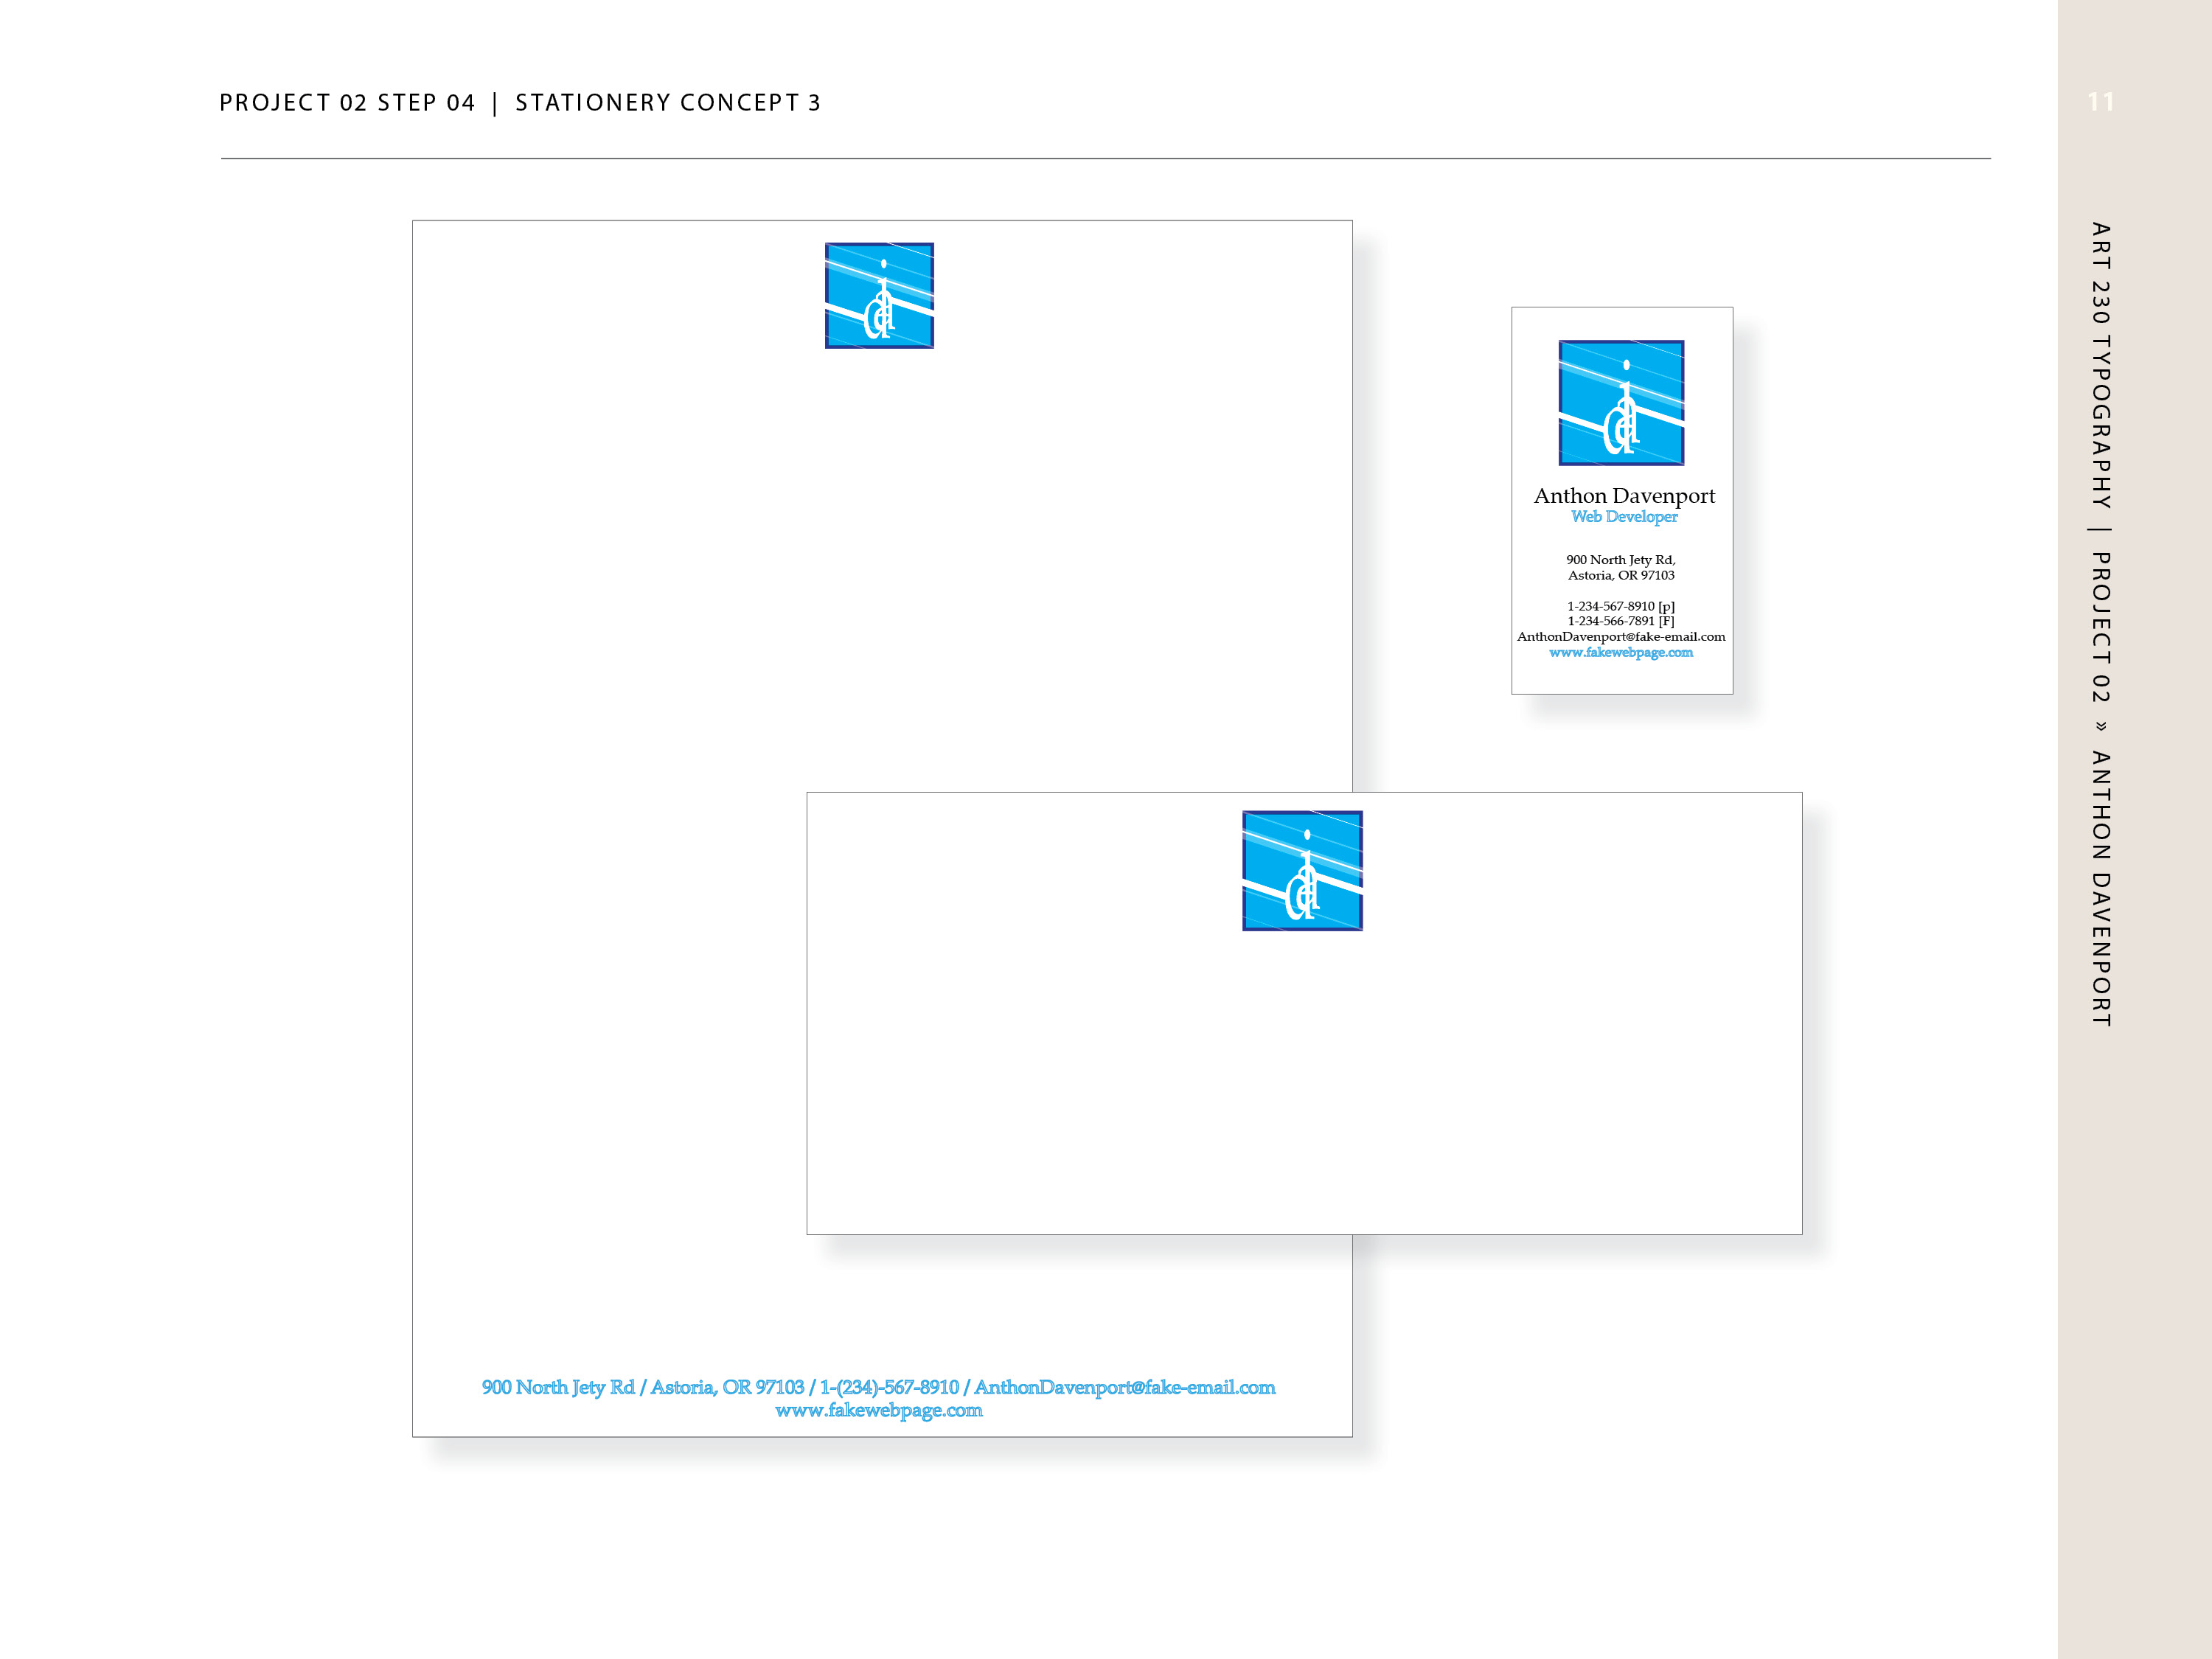 PROJECT 02 STEP 04 | STATIONERY CONCEPT 3
11
ART 230 TYPOGRAPHY | PROJECT 02 » ANTHON DAVENPORT
Anthon Davenport
Web Developer
900 North Jety Rd,
Astoria, OR 97103
1-234-567-8910 [p]
1-234-566-7891 [F]
AnthonDavenport@fake-email.com
www.fakewebpage.com
900 North Jety Rd / Astoria, OR 97103 / 1-(234)-567-8910 / AnthonDavenport@fake-email.com
www.fakewebpage.com